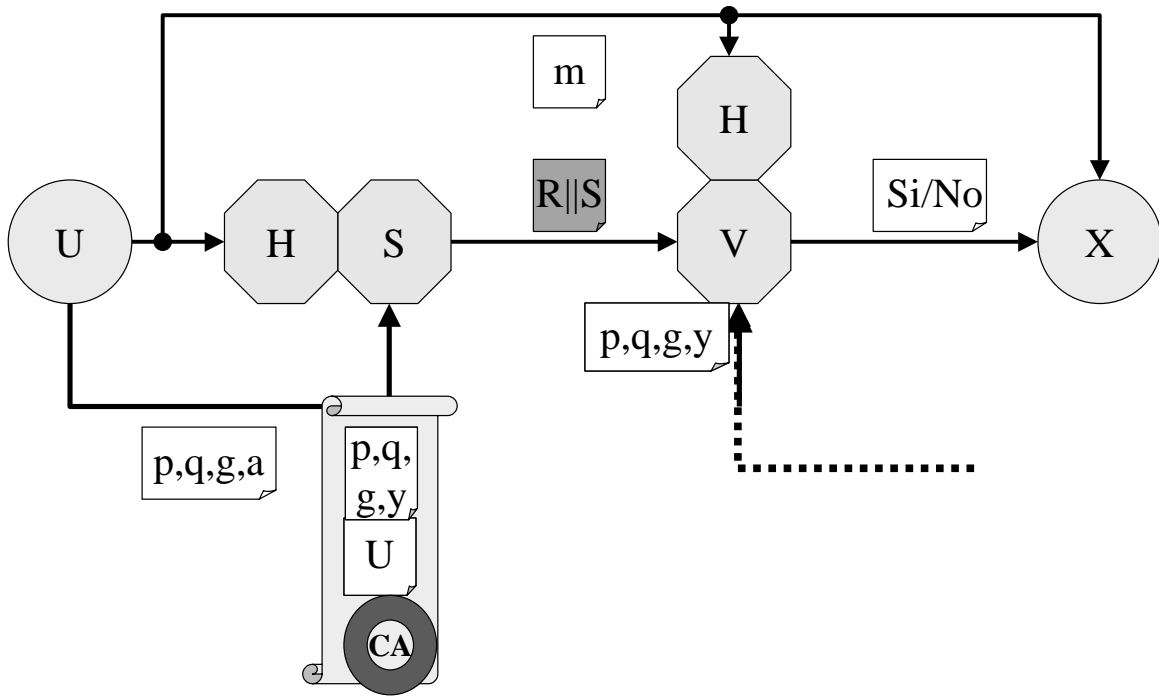 m
H
R||S
Si/No
U
H
S
V
X
p,q,g,y
p,q,g,a
p,q,
g,y
U
CA